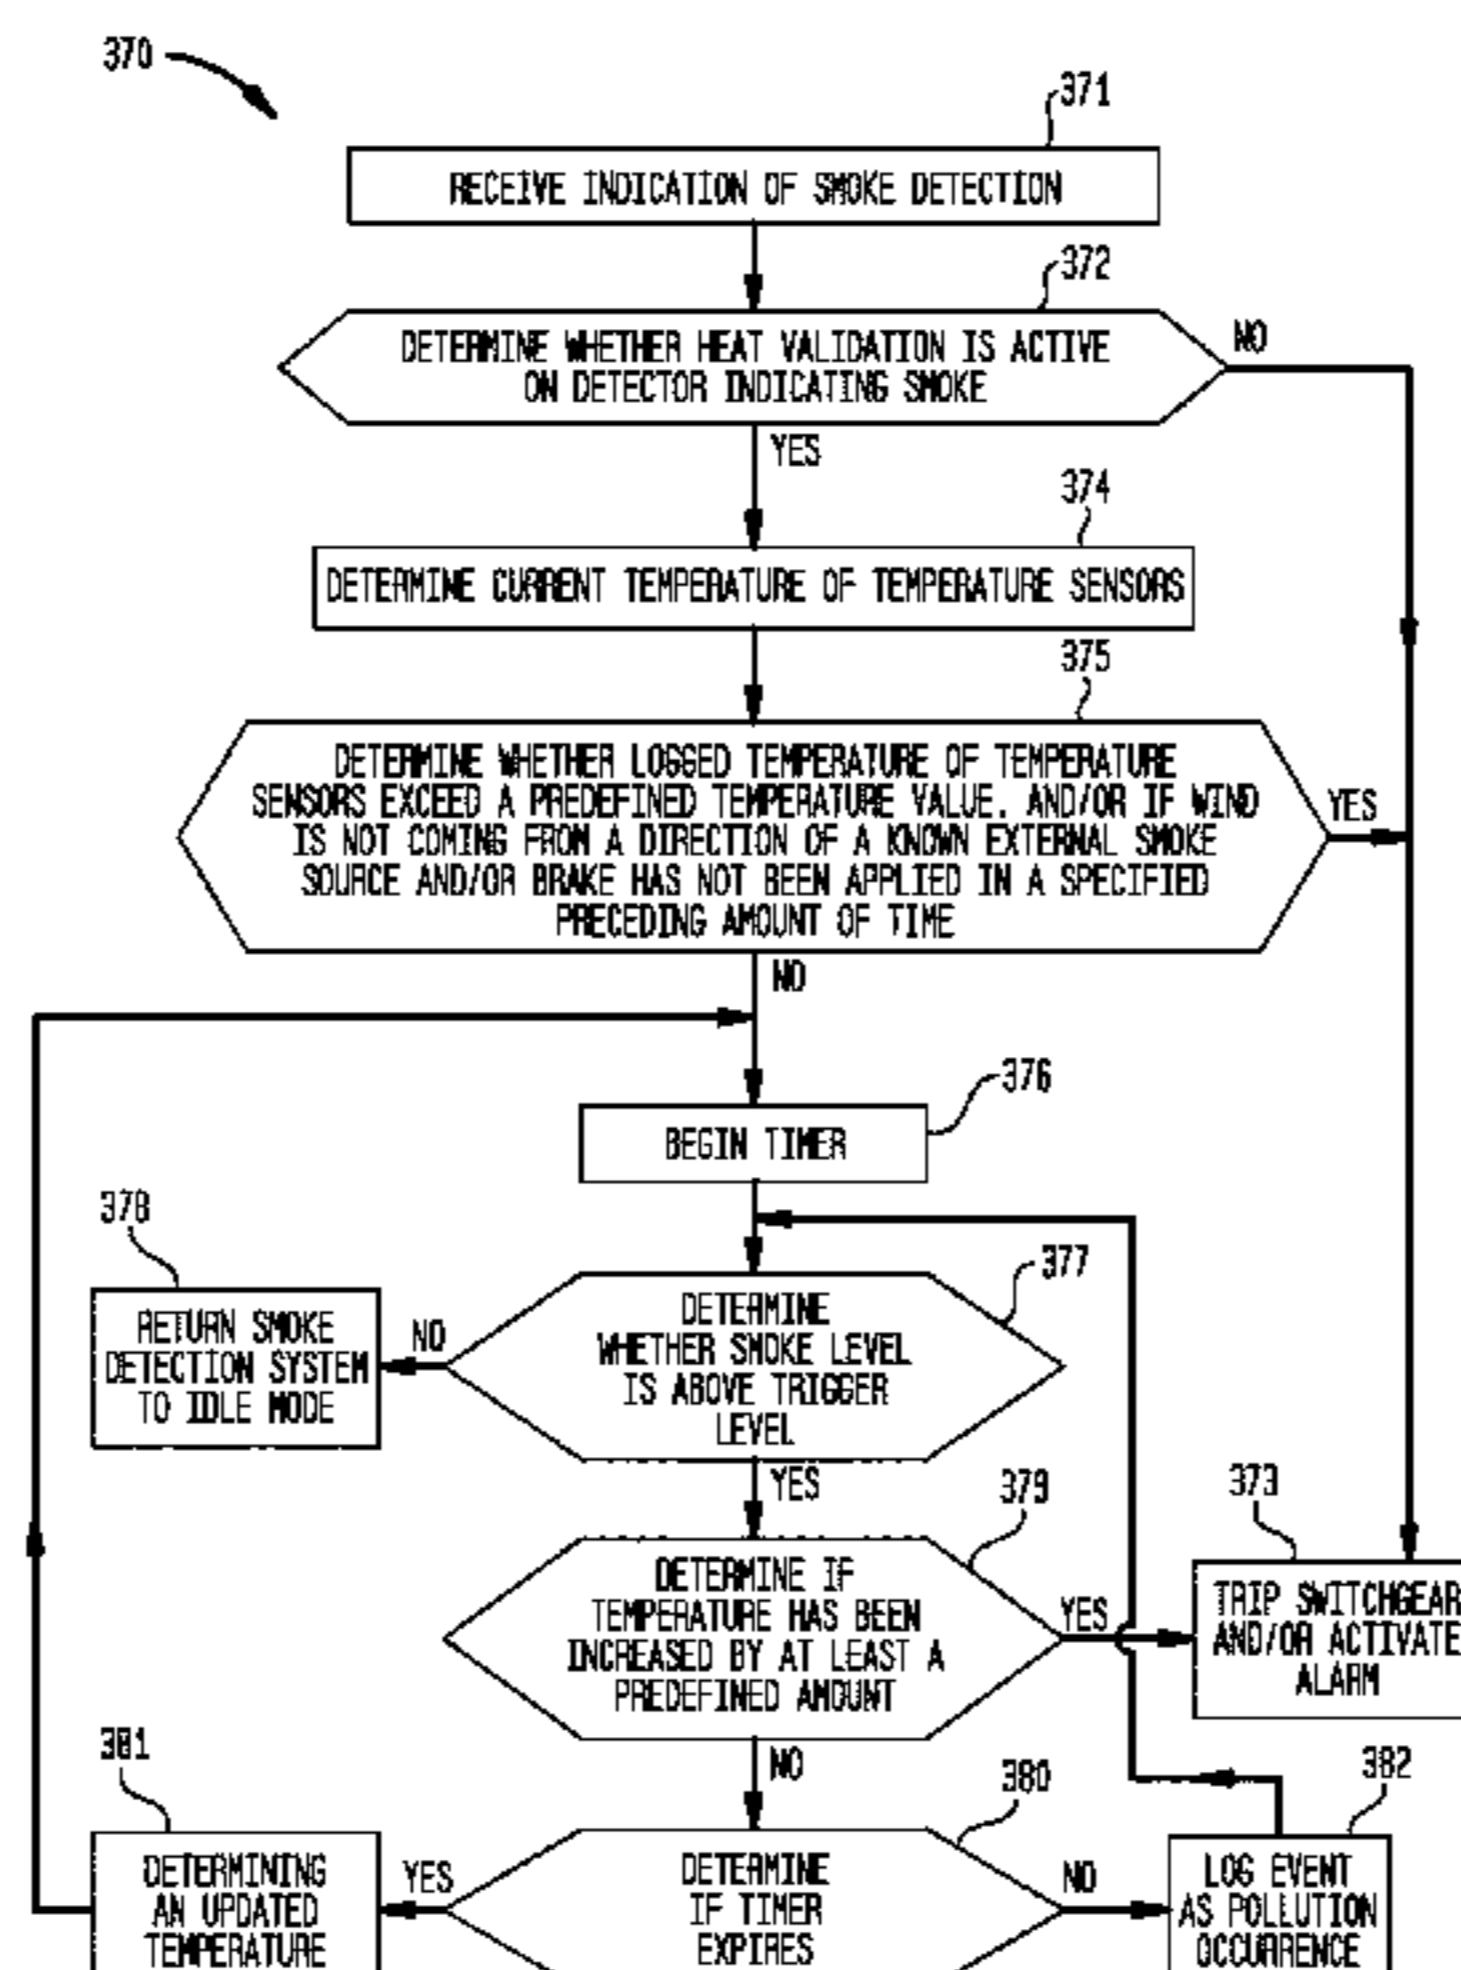 370
371
RECEIVE INDICATION OF SMOKE DETECTION
372
DETERMINE WHETHER HEAT VALIDATION IS ACTIVE
ON DETECTOR INDICATING SMOKE
NO
YES
374
DETERMINE CURRENT TEMPERATURE OF TEMPERATURE SENSORS
375
DETERMINE WHETHER LOGGED TEMPERATURE OF TEMPERATURE
SENSORS EXCEED A PREDEFINED TEMPERATURE VALUE. AND/OR IF WIND
IS NOT COMING FROM A DIRECTION OF A KNOWN EXTERNAL SMOKE
SOURCE AND/OR BRAKE HAS NOT BEEN APPLIED IN A SPECIFIED
PRECEDING AMOUNT OF TIME
YES
NO
376
BEGIN TIMER
378
RETURN SMOKE
DETECTION SYSTEM
TO IDLE MODE
NO
377
DETERMINE
WHETHER SMOKE LEVEL
IS ABOVE TRIGGER
LEVEL
YES
379
DETERMINE IF
TEMPERATURE HAS BEEN
INCREASED BY AT LEAST A
PREDEFINED AMOUNT
YES
373
TRIP SWITCHGEAR
AND/OR ACTIVATE
ALARM
NO
381
DETERMINING
AN UPDATED
TEMPERATURE
YES
380
DETERMINE
IF TIMER
EXPIRES
NO
382
LOG EVENT
AS POLLUTION
OCCURRENCE